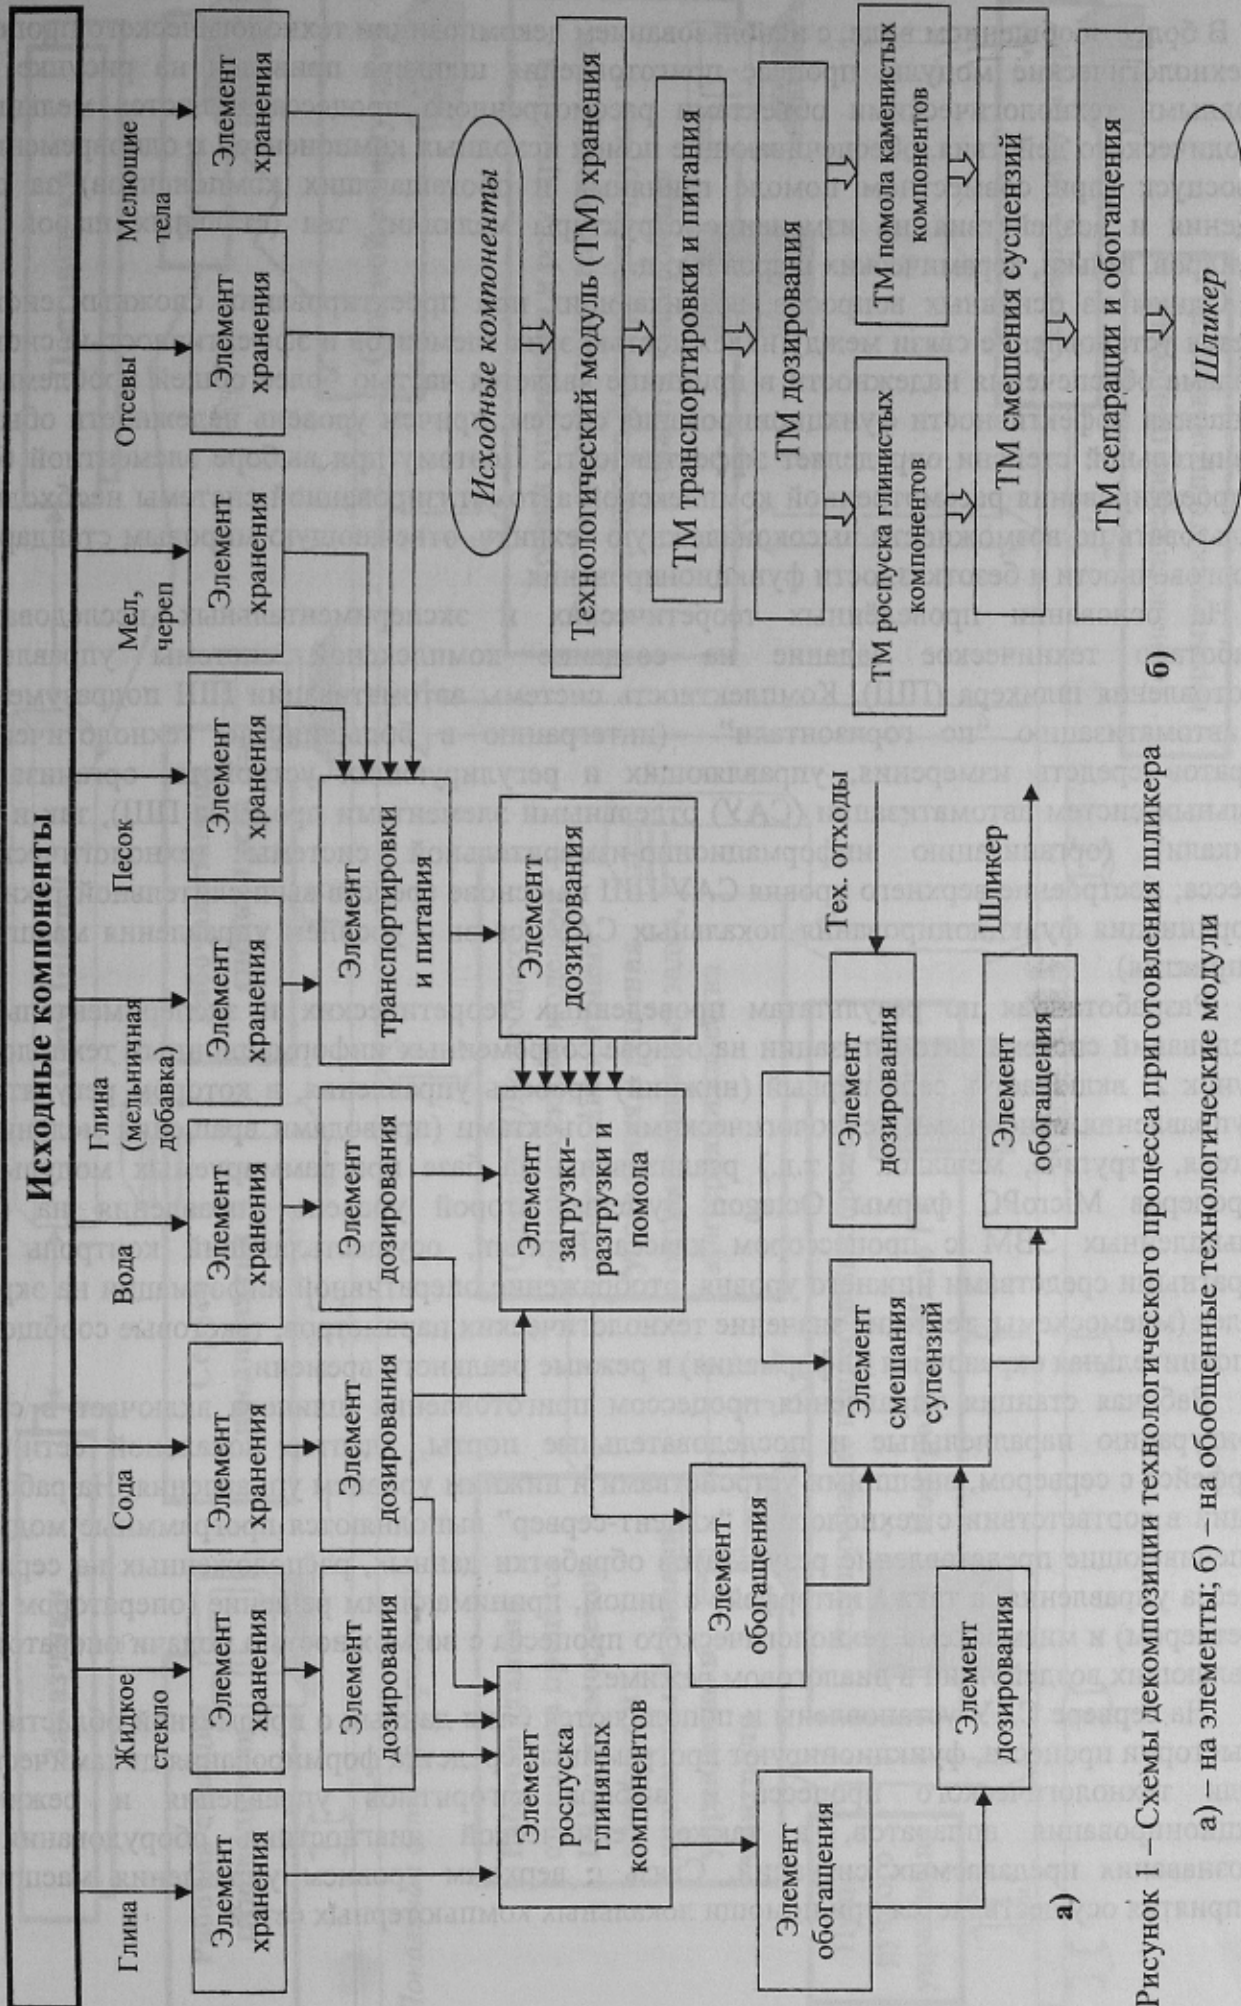 Исходные компоненты
Глина
Жидкое
стекло
Сода
Вода
Глина
(мельничная
добавка)
Песок
Мел,
череп
Отсевы
Мелющие
тела
Элемент
хранения
Элемент
хранения
Элемент
хранения
Элемент
хранения
Элемент
хранения
Элемент
хранения
Элемент
хранения
Элемент
хранения
Элемент
хранения
Элемент
дозирования
Элемент
дозирования
Элемент
дозирования
Элемент
транспортировки
и питания
Элемент
роспуска
глиняных
компонентов
Элемент
загрузки-
разгрузки и
помола
Элемент
дозирования
Элемент
обогащения
Элемент
обогащения
Элемент
смешания
супензий
Элемент
дозирования
Тех. отходы
Элемент
дозирования
Элемент
обогащения
Шликер
а)
Исходные компоненты
Технологический модуль (ТМ) хранения
ТМ транспортировки и питания
ТМ дозирования
ТМ роспуска глинистых
компонентов
ТМ помола каменистых
компонентов
ТМ смешения суспензий
ТМ сепарации и обогащения
Шликер
б)
Рисунок – Схемы декомпозиции технологического процесса приготовления шликера
а) – на элементы; б) – на обобщенные технологические модули